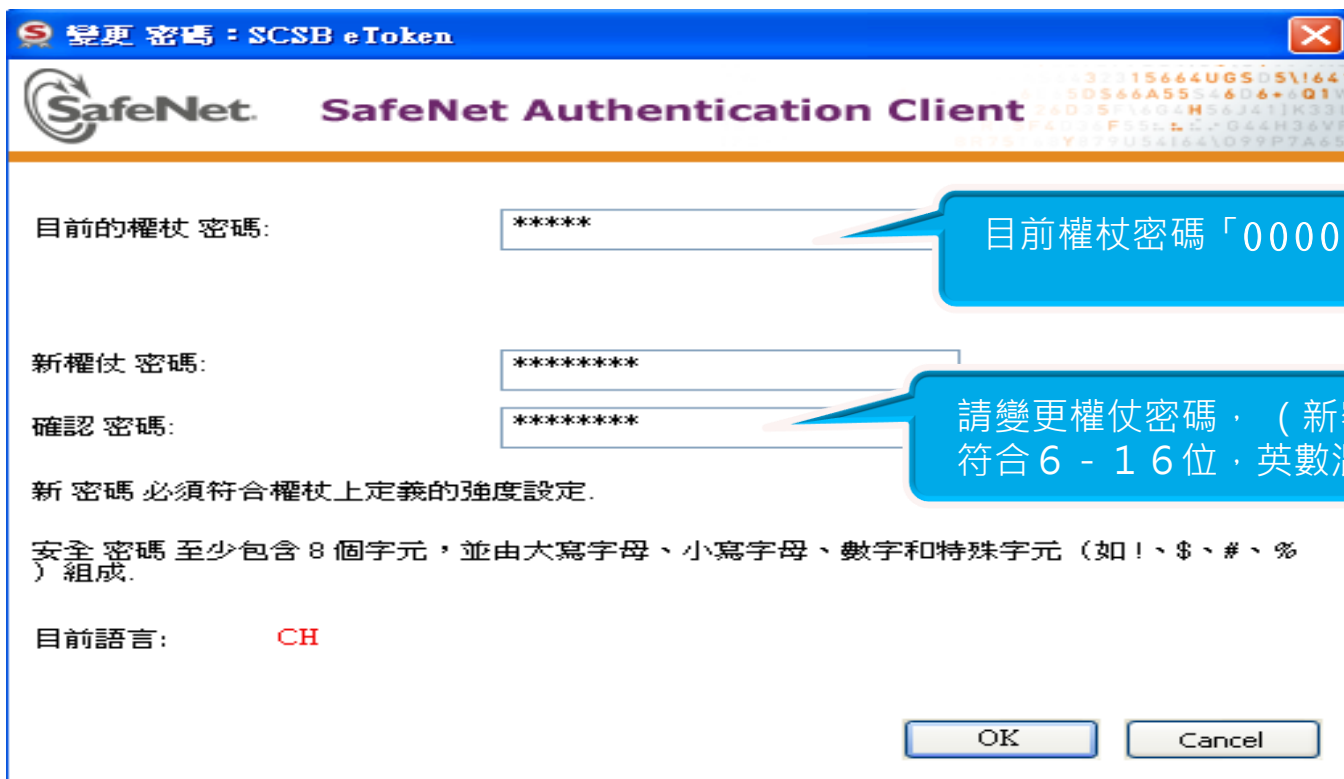 變更 密碼：SCSB eToken
SafeNet. SafeNet Authentication Client
目前的權杖 密碼: *****
目前權杖密碼「0000
新權仗 密碼: ********
確認 密碼: ********
請變更權仗密碼，（新
符合６－１６位，英數
新 密碼 必須符合權杖上定義的強度設定.
安全 密碼 至少包含 8 個字元，並由大寫字母、小寫字母、數字和特殊字元（如 !、$、#、%
）組成.
目前語言: CH
OK Cancel